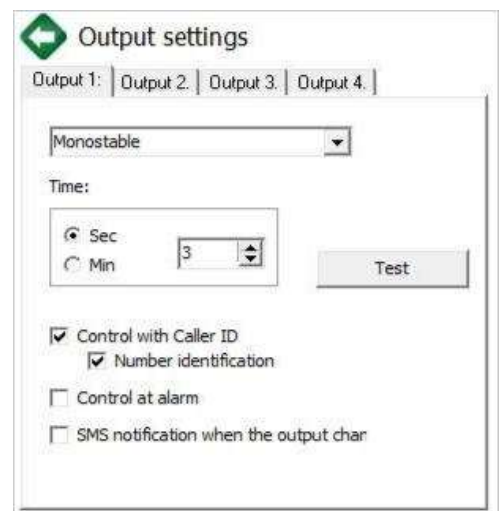 Output settings
Output 1: Output 2. Output 3. Output 4.
Monostable
Time:
Sec
3
Min
Test
Control with Caller ID
Number identification
Control at alarm
SMS notification when the output char